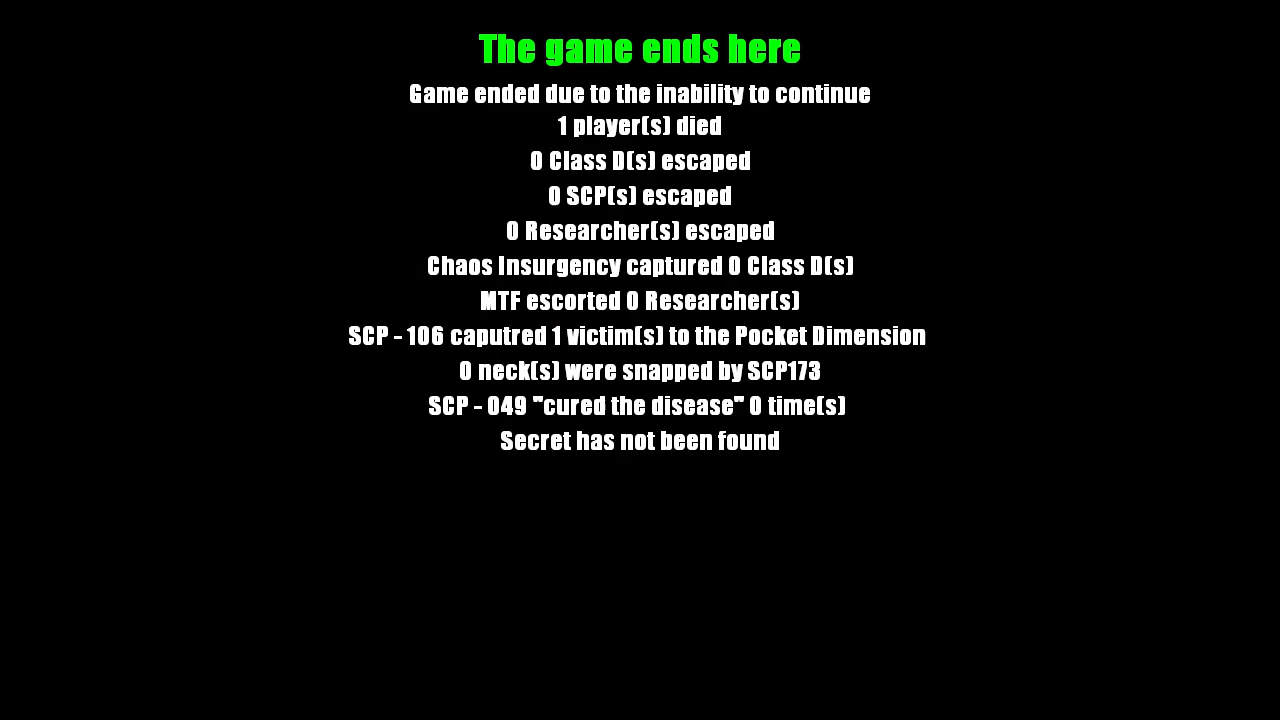 The game ends here
Game ended due to the inability to continue
1 player(s) died
0 Class D(s) escaped
0 SCP(s) escaped
0 Researcher(s) escaped
Chaos Insurgency captured 0 Class D(s)
MTF escorted 0 Researcher(s)
SCP - 106 caputred 1 victim(s) to the Pocket Dimension
0 neck(s) were snapped by SCP173
SCP - 049 "cured the disease" 0 time(s)
Secret has not been found